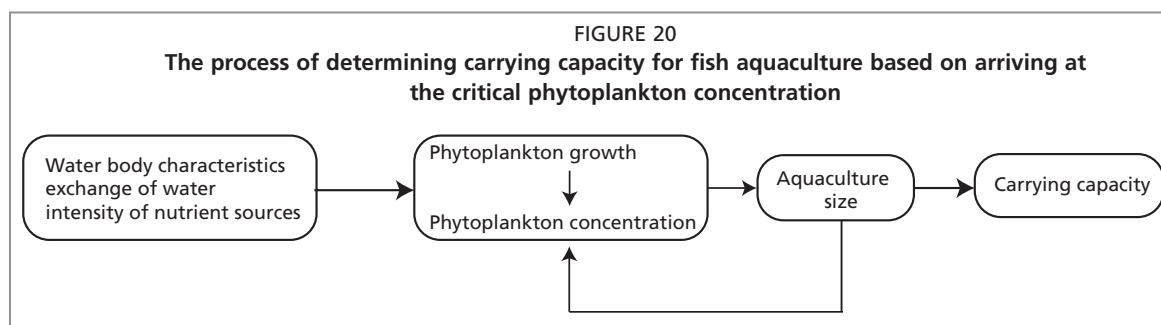 FIGURE 20
The process of determining carrying capacity for fish aquaculture based on arriving at
the critical phytoplankton concentration
Water body characteristics
exchange of water
intensity of nutrient sources
Phytoplankton growth
Phytoplankton concentration
Aquaculture
size
Carrying capacity